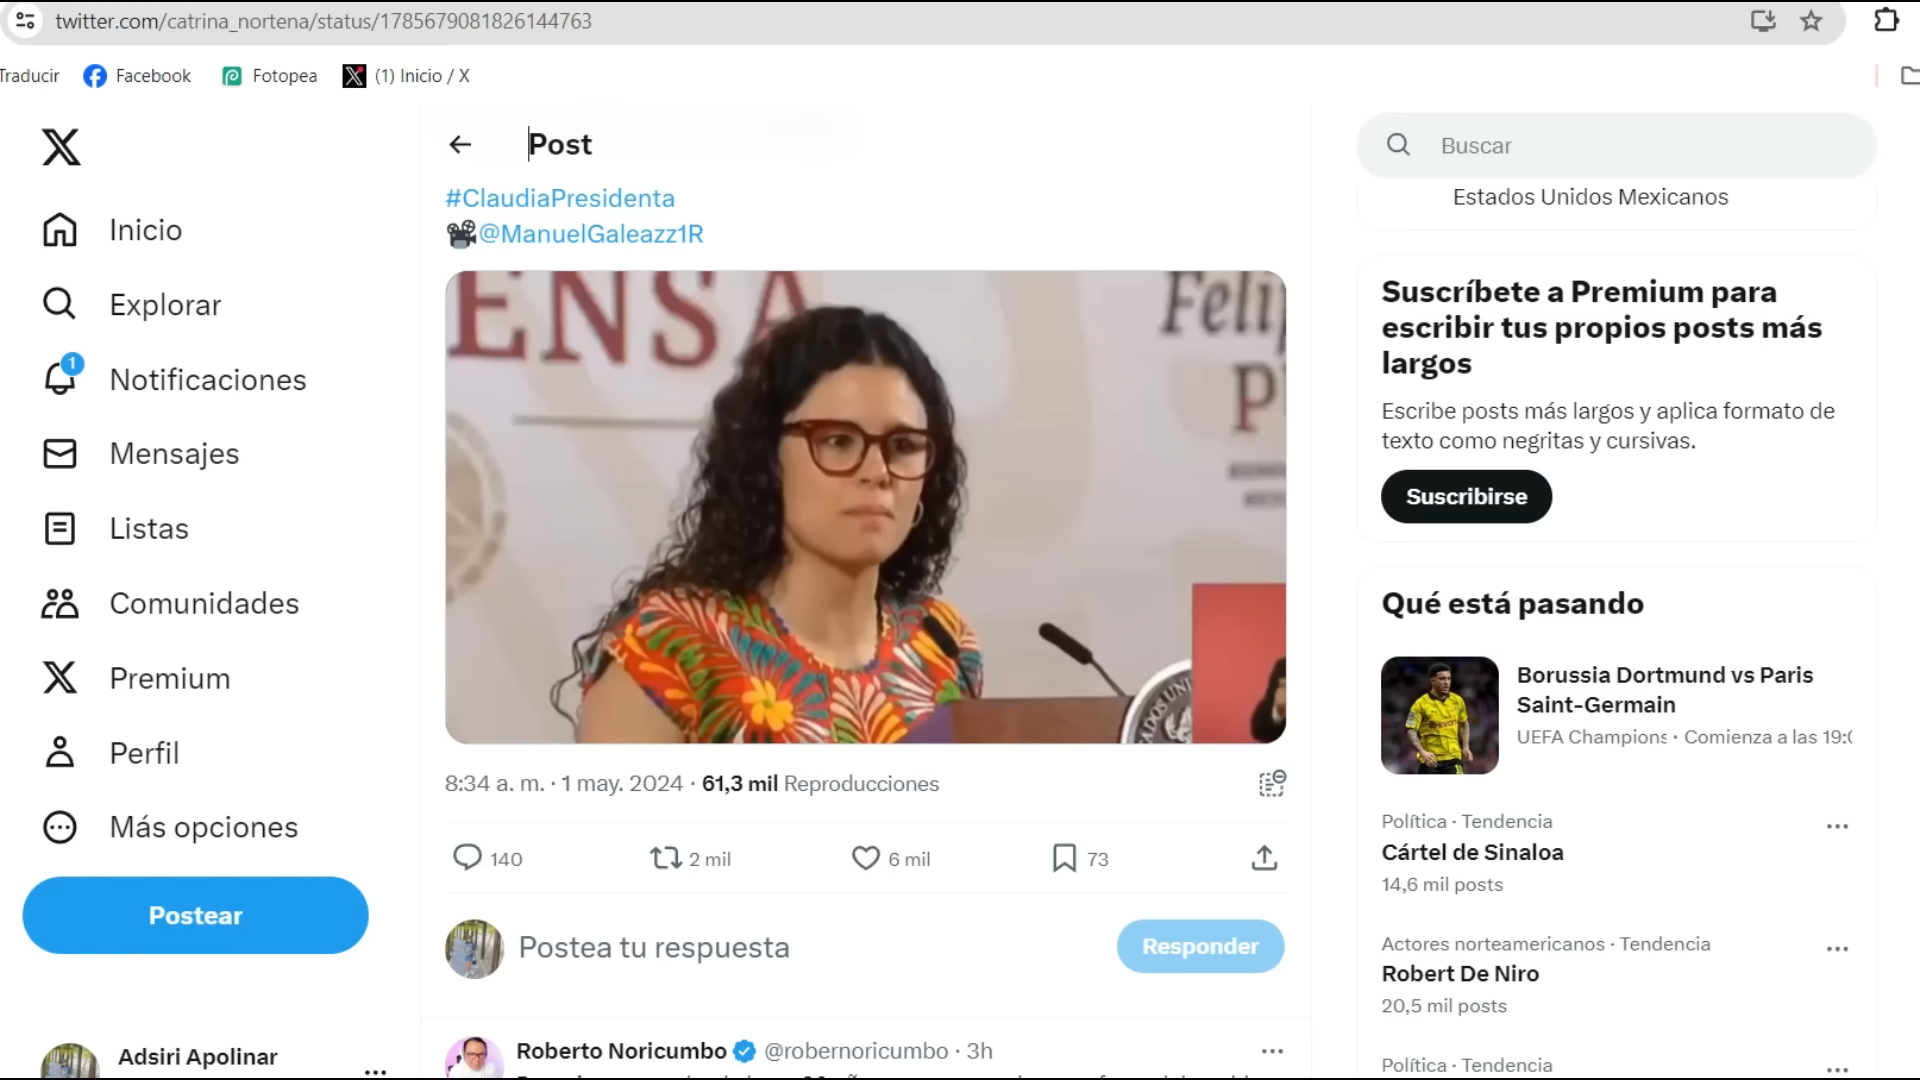 twitter.com/catrina_nortena/status/1785679081826144763
Traducir
Facebook
Fotopea
(1) Inicio / X
Inicio
Explorar
1
Notificaciones
Mensajes
Listas
Comunidades
Premium
Perfil
Más opciones
Postear
Adsiri Apolinar
Post
#ClaudiaPresidenta
@ManuelGaleazz1R
ENSA
Feli
P
8:34 a. m. · 1 may. 2024 · 61,3 mil Reproducciones
140
2 mil
6 mil
73
Postea tu respuesta
Responder
Roberto Noricumbo @robernoricumbo · 3h
Buscar
Estados Unidos Mexicanos
Suscríbete a Premium para
escribir tus propios posts más
largos
Escribe posts más largos y aplica formato de
texto como negritas y cursivas.
Suscribirse
Qué está pasando
Borussia Dortmund vs Paris
Saint-Germain
UEFA Champions · Comienza a las 19:0
Política · Tendencia
Cártel de Sinaloa
14,6 mil posts
Actores norteamericanos · Tendencia
Robert De Niro
20,5 mil posts
Política · Tendencia